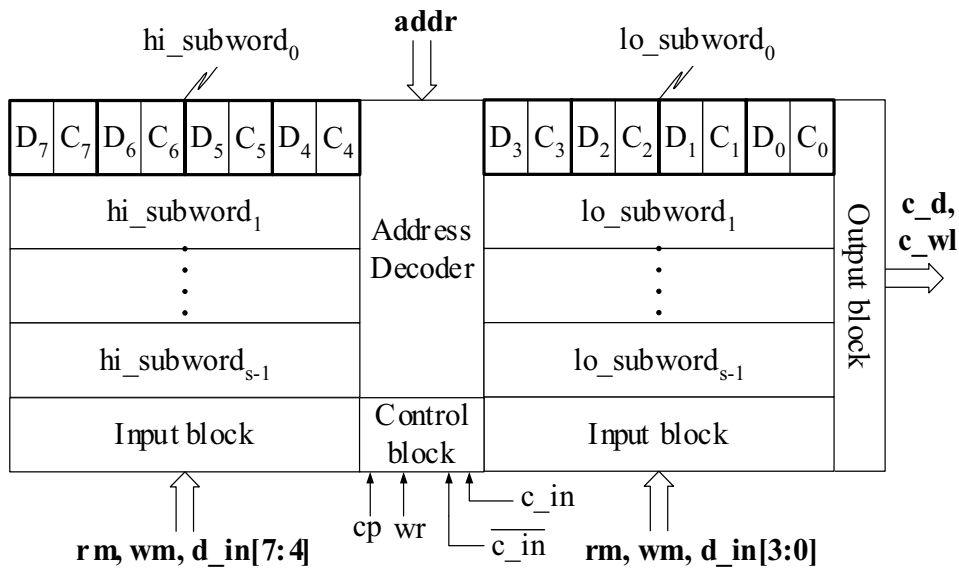 addr
hi_subword₀
lo_subword₀
D₇ C₇ D₆ C₆ D₅ C₅ D₄ C₄
D₃ C₃ D₂ C₂ D₁ C₁ D₀ C₀
hi_subword₁
lo_subword₁
Address
Decoder
Output block
c_d,
c_wl
hi_subwordₛ₋₁
lo_subwordₛ₋₁
Input block
Control
block
Input block
cp
wr
c_in
c̅_̅i̅n̅
rm, wm, d_in[7:4]
rm, wm, d_in[3:0]